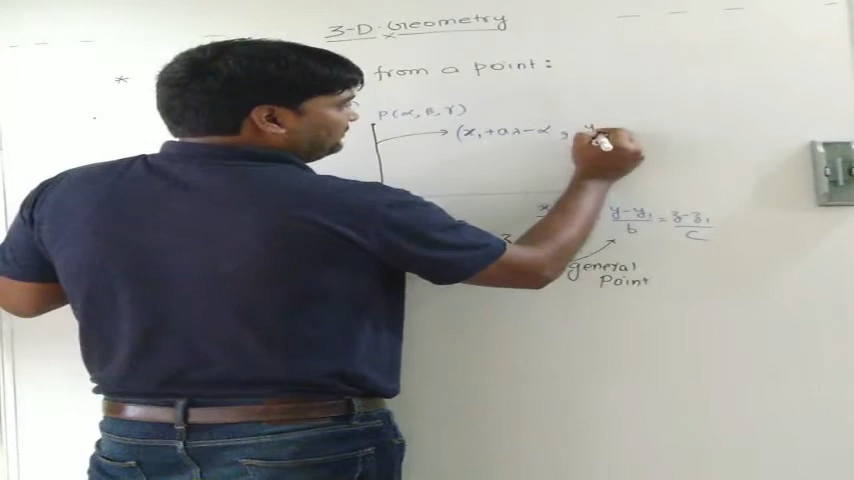 3-D-Geometry
* from a point:
P(α, β, γ)
(x₁+aλ-α, y
x y-y₁/b = z-z₁/c
general
Point